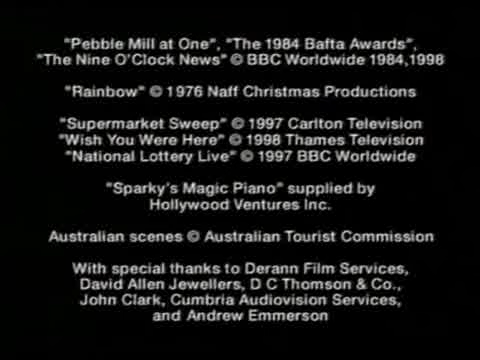 "Pebble Mill at One", "The 1984 Bafta Awards",
"The Nine O'Clock News" © BBC Worldwide 1984,1998
"Rainbow" © 1976 Naff Christmas Productions
"Supermarket Sweep" © 1997 Carlton Television
"Wish You Were Here" © 1998 Thames Television
"National Lottery Live" © 1997 BBC Worldwide
"Sparky's Magic Piano" supplied by
Hollywood Ventures Inc.
Australian scenes © Australian Tourist Commission
With special thanks to Derann Film Services,
David Allen Jewellers, D C Thomson & Co.,
John Clark, Cumbria Audiovision Services,
and Andrew Emmerson